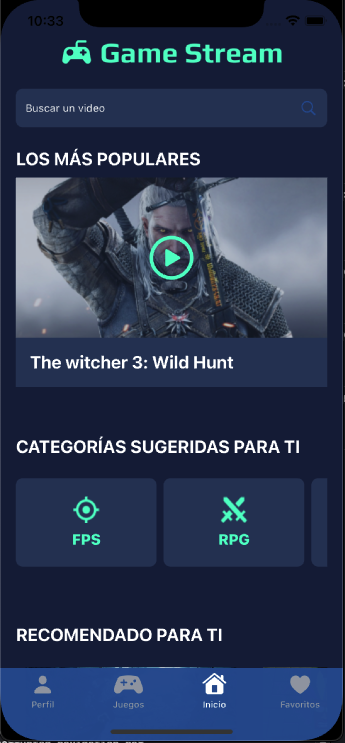 10:33
Game Stream
Buscar un video
LOS MÁS POPULARES
The witcher 3: Wild Hunt
CATEGORÍAS SUGERIDAS PARA TI
FPS
RPG
RECOMENDADO PARA TI
Perfil
Juegos
Inicio
Favoritos